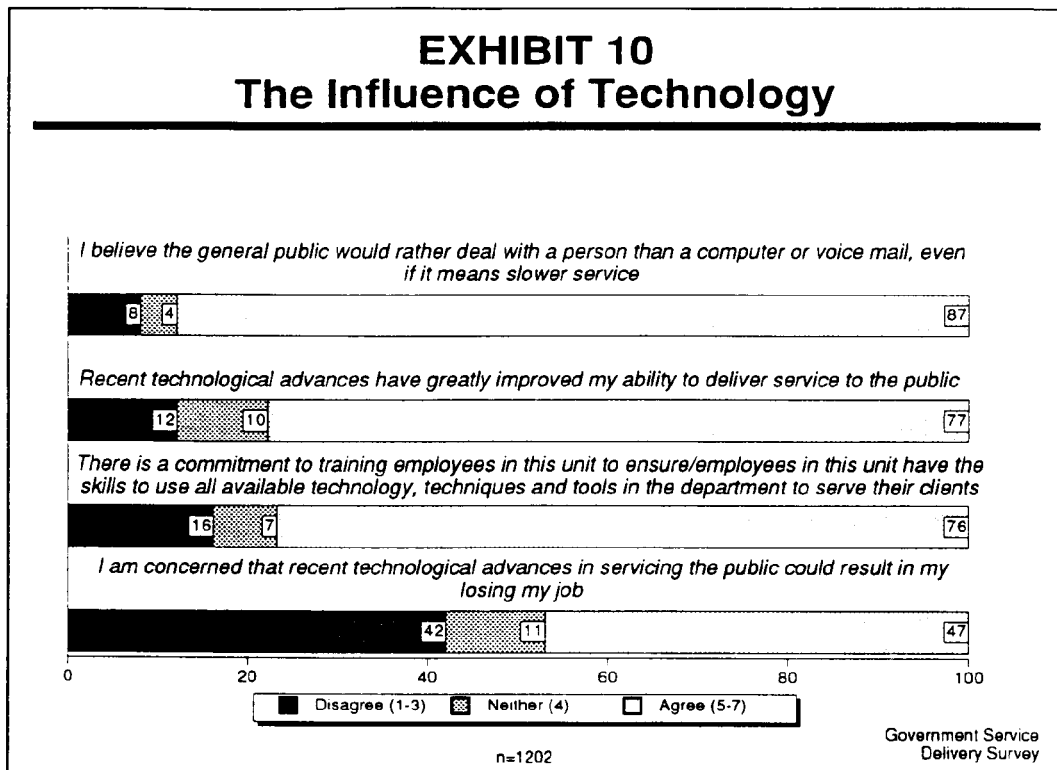 EXHIBIT 10
The Influence of Technology
I believe the general public would rather deal with a person than a computer or voice mail, even
if it means slower service
8 4 87
Recent technological advances have greatly improved my ability to deliver service to the public
12 10 77
There is a commitment to training employees in this unit to ensure/employees in this unit have the
skills to use all available technology, techniques and tools in the department to serve their clients
16 7 76
I am concerned that recent technological advances in servicing the public could result in my
losing my job
42 11 47
0 20 40 60 80 100
Disagree (1-3) Neither (4) Agree (5-7)
n=1202
Government Service
Delivery Survey